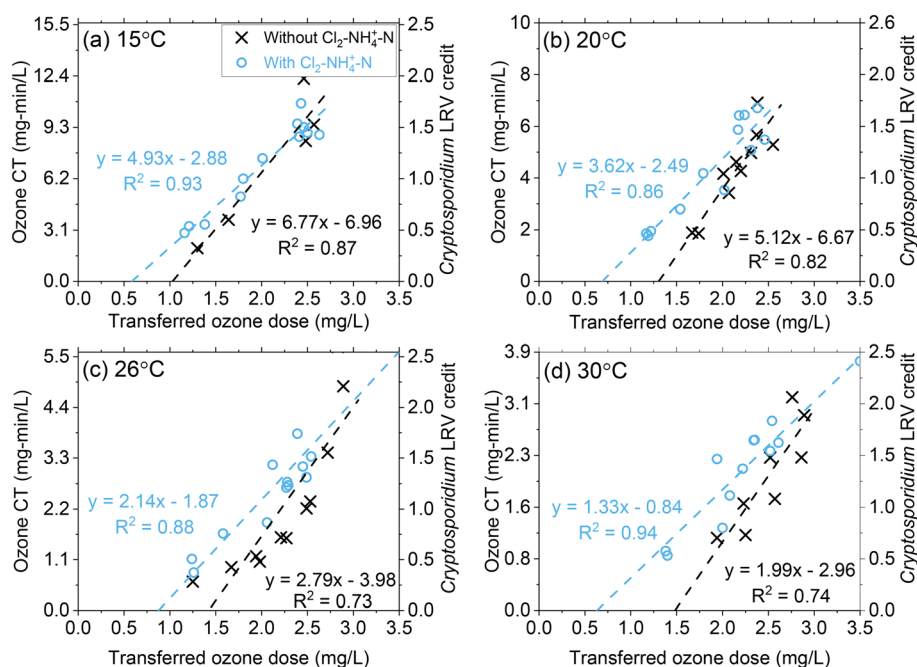 (a) 15°C
Without Cl₂-NH₄⁺-N
With Cl₂-NH₄⁺-N
y = 4.93x - 2.88
R² = 0.93
y = 6.77x - 6.96
R² = 0.87
Ozone CT (mg-min/L)
15.5
12.4
9.3
6.2
3.1
0.0
2.5
2.0
1.5
1.0
0.5
0.0
Cryptosporidium LRV credit
0.0 0.5 1.0 1.5 2.0 2.5 3.0 3.5
Transferred ozone dose (mg/L)
(b) 20°C
y = 3.62x - 2.49
R² = 0.86
y = 5.12x - 6.67
R² = 0.82
Ozone CT (mg-min/L)
10
8
6
4
2
0
2.6
2.0
1.5
1.0
0.5
0.0
Cryptosporidium LRV credit
0.0 0.5 1.0 1.5 2.0 2.5 3.0 3.5
Transferred ozone dose (mg/L)
(c) 26°C
y = 2.14x - 1.87
R² = 0.88
y = 2.79x - 3.98
R² = 0.73
Ozone CT (mg-min/L)
5.5
4.4
3.3
2.2
1.1
0.0
2.5
2.0
1.5
1.0
0.5
0.0
Cryptosporidium LRV credit
0.0 0.5 1.0 1.5 2.0 2.5 3.0 3.5
Transferred ozone dose (mg/L)
(d) 30°C
y = 1.33x - 0.84
R² = 0.94
y = 1.99x - 2.96
R² = 0.74
Ozone CT (mg-min/L)
3.9
3.1
2.3
1.6
0.8
0.0
2.5
2.0
1.5
1.0
0.5
0.0
Cryptosporidium LRV credit
0.0 0.5 1.0 1.5 2.0 2.5 3.0 3.5
Transferred ozone dose (mg/L)